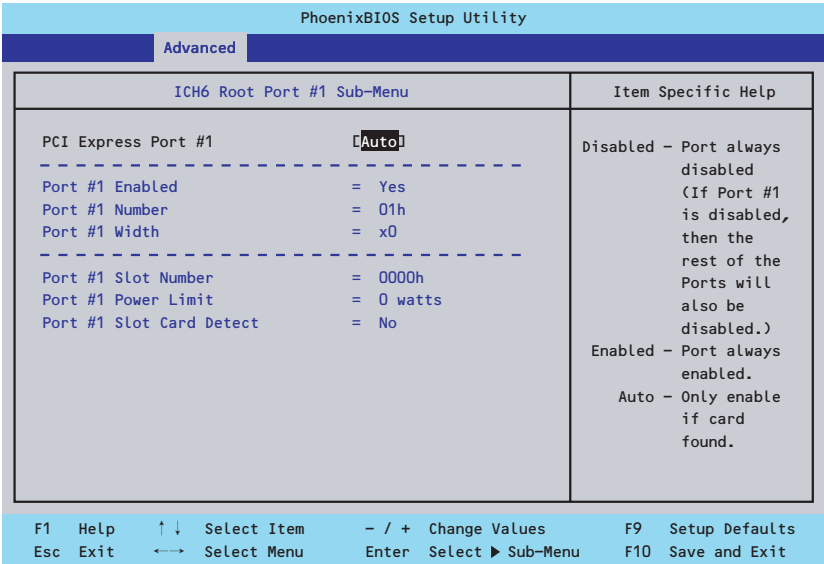 PhoenixBIOS Setup Utility
Advanced
ICH6 Root Port #1 Sub-Menu
PCI Express Port #1 [Auto]
Port #1 Enabled = Yes
Port #1 Number = 01h
Port #1 Width = x0
Port #1 Slot Number = 0000h
Port #1 Power Limit = 0 watts
Port #1 Slot Card Detect = No
Item Specific Help
Disabled – Port always
disabled
(If Port #1
is disabled,
then the
rest of the
Ports will
also be
disabled.)
Enabled – Port always
enabled.
Auto – Only enable
if card
found.
F1 Help ↑↓ Select Item – / + Change Values F9 Setup Defaults
Esc Exit ←→ Select Menu Enter Select ▶ Sub-Menu F10 Save and Exit